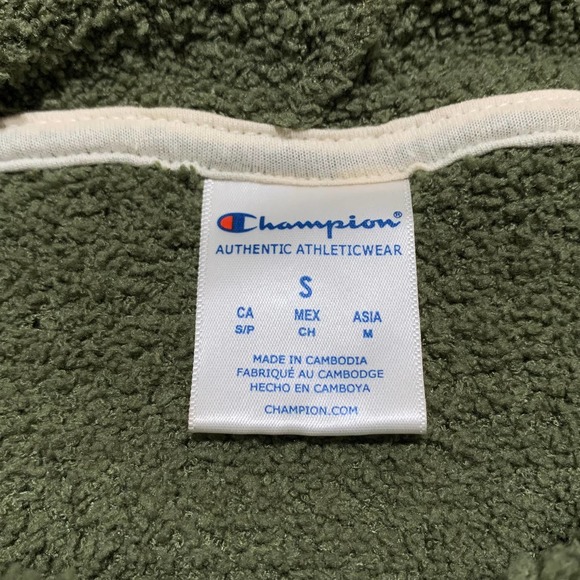 Champion®
AUTHENTIC ATHLETICWEAR
S
CA MEX ASIA
S/P CH M
MADE IN CAMBODIA
FABRIQUÉ AU CAMBODGE
HECHO EN CAMBOYA
CHAMPION.COM